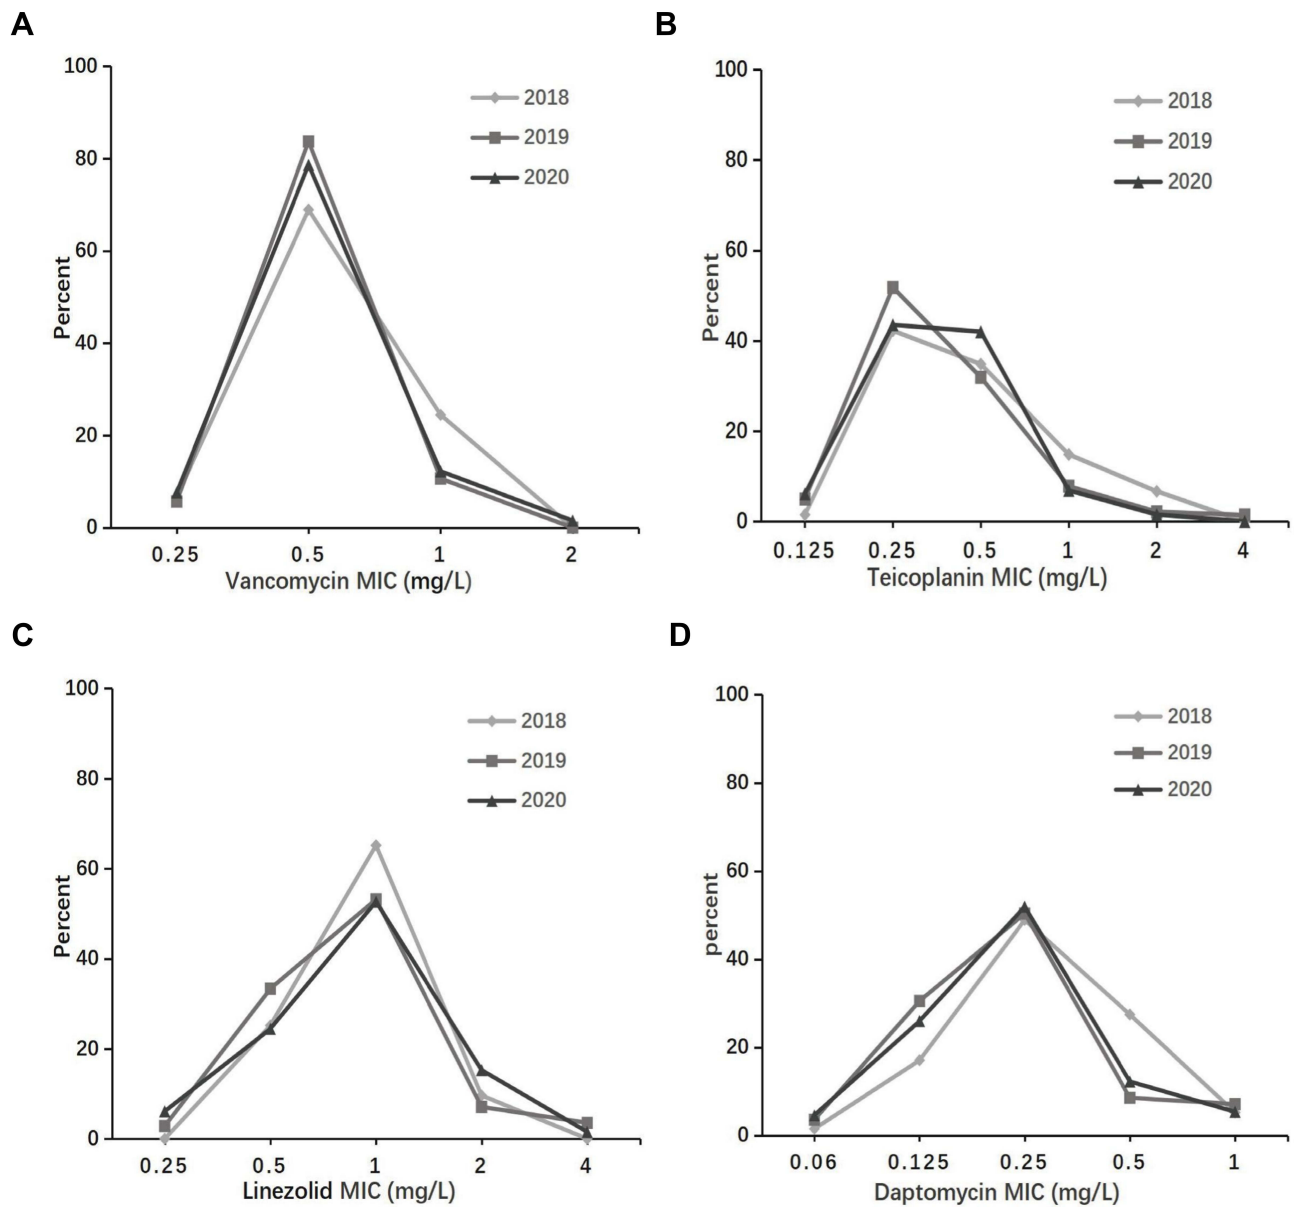 A
100
80
60
40
20
0
Percent
2018
2019
2020
0.25 0.5 1 2
Vancomycin MIC (mg/L)
B
100
80
60
40
20
0
Percent
2018
2019
2020
0.125 0.25 0.5 1 2 4
Teicoplanin MIC (mg/L)
C
100
80
60
40
20
0
Percent
2018
2019
2020
0.25 0.5 1 2 4
Linezolid MIC (mg/L)
D
100
80
60
40
20
0
percent
2018
2019
2020
0.06 0.125 0.25 0.5 1
Daptomycin MIC (mg/L)